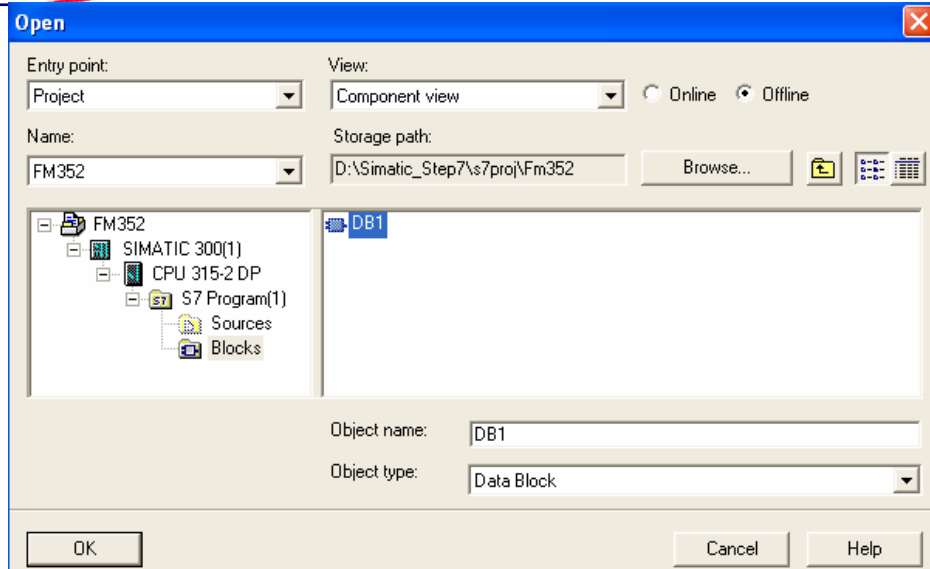 Open
Entry point:
View:
Project
Component view
Online
Offline
Name:
Storage path:
FM352
D:\Simatic_Step7\s7proj\Fm352
Browse...
FM352
SIMATIC 300(1)
CPU 315-2 DP
S7 Program(1)
Sources
Blocks
DB1
Object name:
DB1
Object type:
Data Block
OK
Cancel
Help